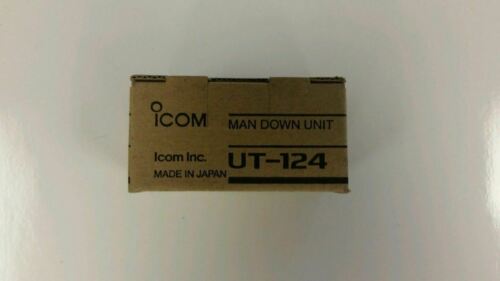 ICOM MAN DOWN UNIT
Icom Inc. UT-124
MADE IN JAPAN